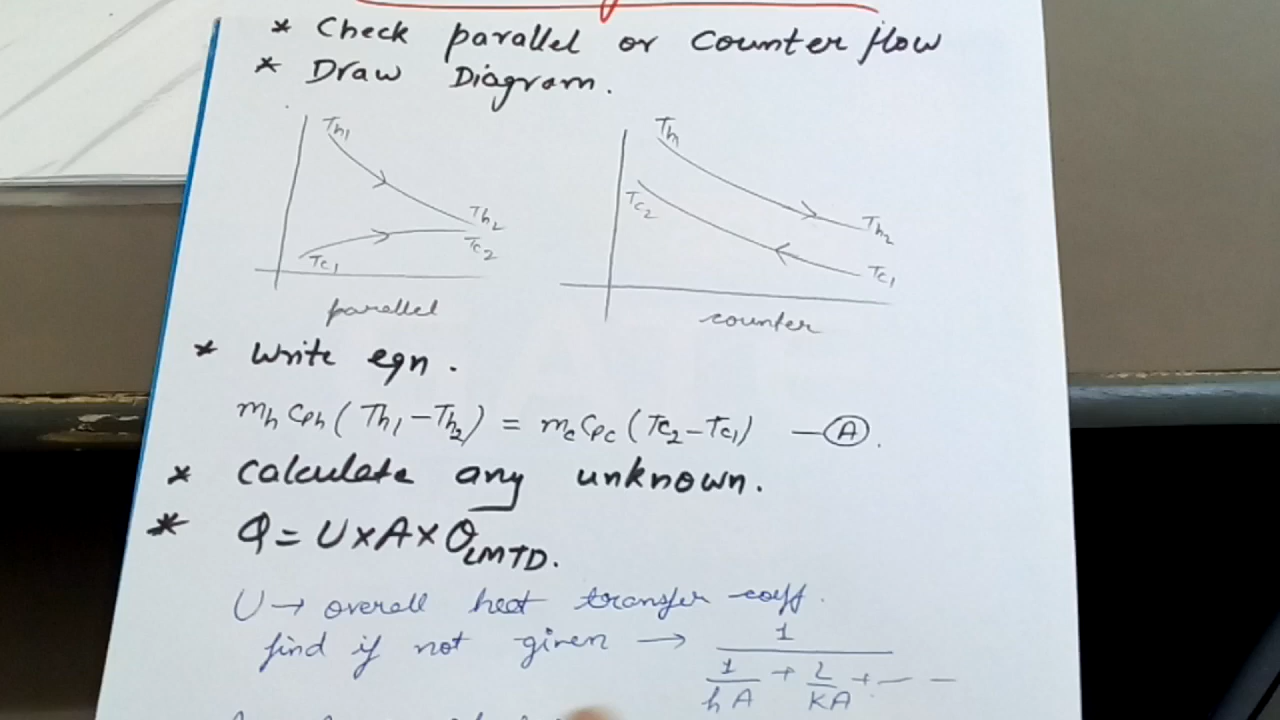 * Check parallel or counter flow
* Draw Diagram.
Th1
Th2
Tc2
Tc1
parallel
Th1
Tc2
Th2
Tc1
counter
* Write eqn.
mh Cph (Th1 - Th2) = mc Cpc (Tc2 - Tc1) — Ⓐ.
* Calculate any unknown.
* Q = U × A × θLMTD.
U → overall heat transfer coeff.
find if not given → 1
1/hA + L/KA + - - -